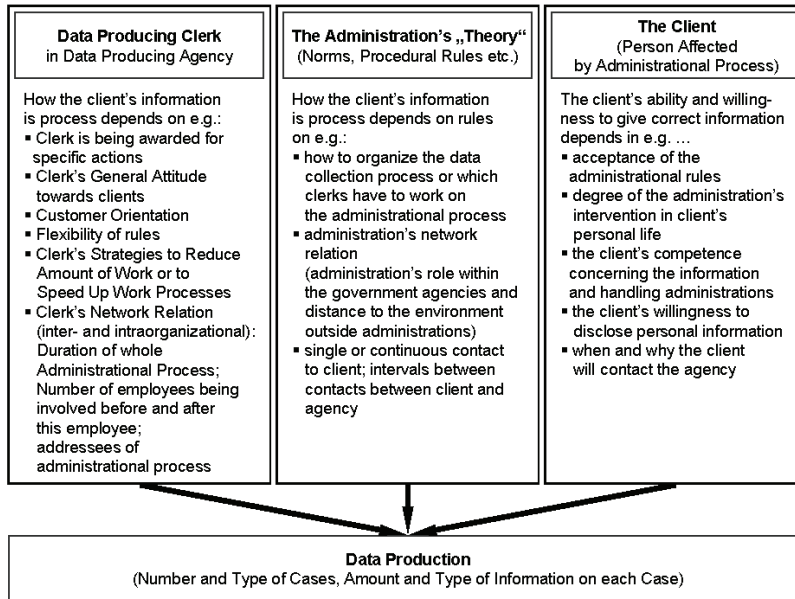 Data Producing Clerk
in Data Producing Agency
How the client's information
is process depends on e.g.:
▪ Clerk is being awarded for
specific actions
▪ Clerk's General Attitude
towards clients
▪ Customer Orientation
▪ Flexibility of rules
▪ Clerk's Strategies to Reduce
Amount of Work or to
Speed Up Work Processes
▪ Clerk's Network Relation
(inter- and intraorganizational):
Duration of whole
Administrational Process;
Number of employees being
involved before and after
this employee;
addressees of
administrational process
The Administration's „Theory“
(Norms, Procedural Rules etc.)
How the client's information
is process depends on rules
on e.g.:
▪ how to organize the data
collection process or which
clerks have to work on
the administrational process
▪ administration's network
relation
(administration's role within
the government agencies and
distance to the environment
outside administrations)
▪ single or continuous contact
to client; intervals between
contacts between client and
agency
The Client
(Person Affected
by Administrational Process)
The client's ability and willing-
ness to give correct information
depends in e.g. …
▪ acceptance of the
administrational rules
▪ degree of the administration's
intervention in client's
personal life
▪ the client's competence
concerning the information
and handling administrations
▪ the client's willingness to
disclose personal information
▪ when and why the client
will contact the agency
Data Production
(Number and Type of Cases, Amount and Type of Information on each Case)